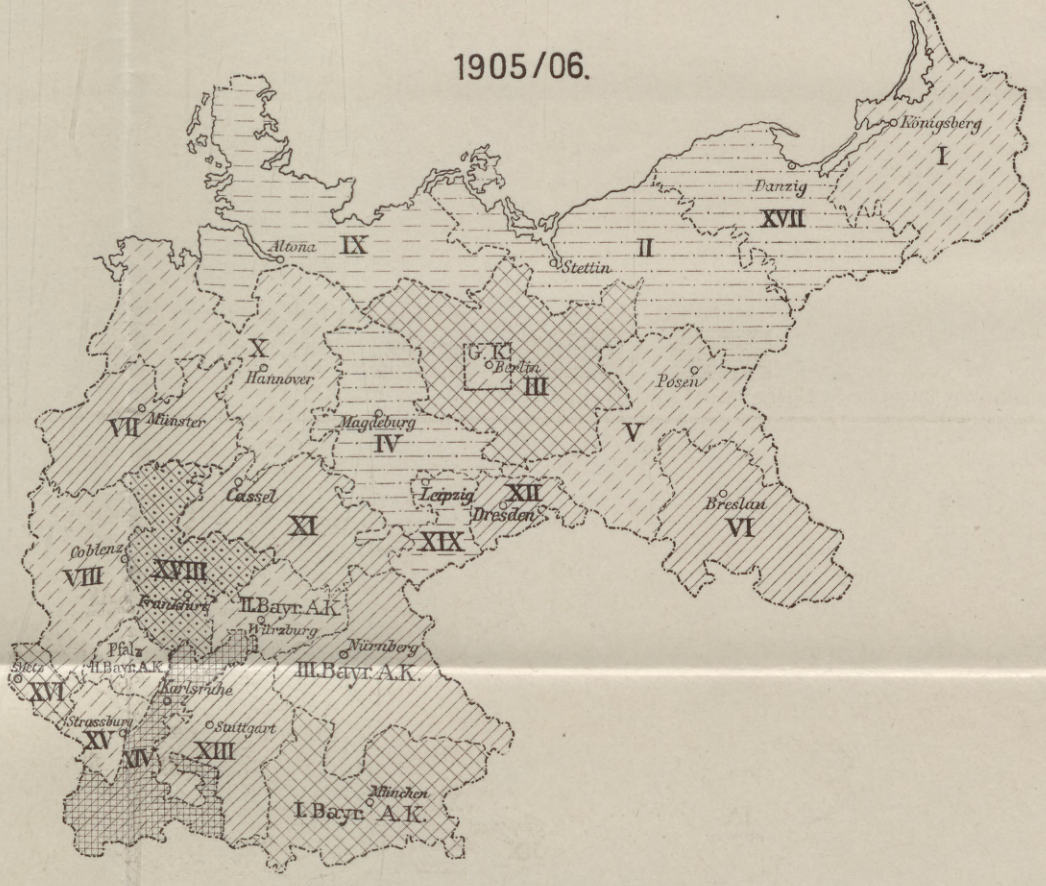 1905/06.
Königsberg
I
Danzig
XVII
Altona
IX
II
Stettin
X
Hannover
G. K.
Berlin
III
Posen
Münster
VII
Magdeburg
IV
V
Cassel
Leipzig
XII
Dresden
Breslau
VI
XI
XIX
Coblenz
VIII
XVIII
Frankfurt
II.Bayr.A.K.
Würzburg
Pfalz
II.Bayr.A.K.
Nürnberg
III.Bayr.A.K.
Metz
XVI
Karlsruhe
Strassburg
XV
XIV
Stuttgart
XIII
München
I.Bayr. A.K.